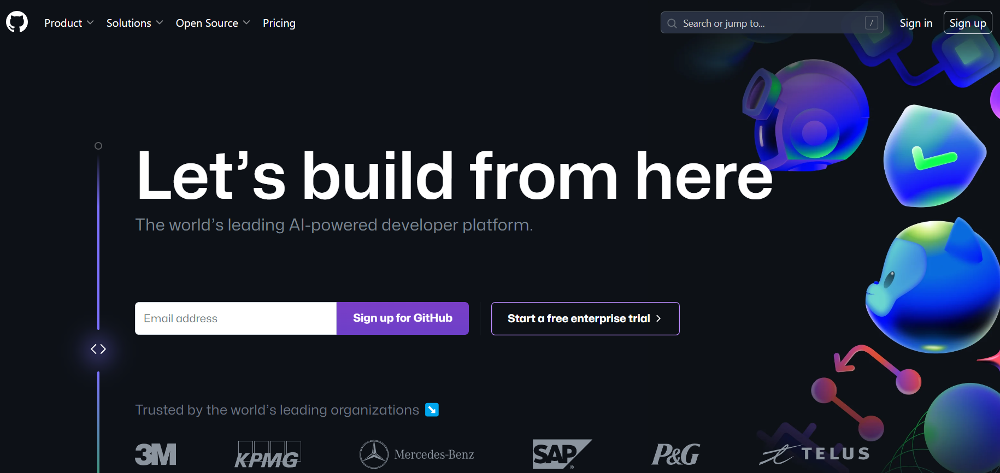 Product Solutions Open Source Pricing Search or jump to... / Sign in Sign up
Let’s build from here
The world’s leading AI-powered developer platform.
Email address Sign up for GitHub Start a free enterprise trial
Trusted by the world’s leading organizations
3M KPMG Mercedes-Benz SAP® P&G TELUS